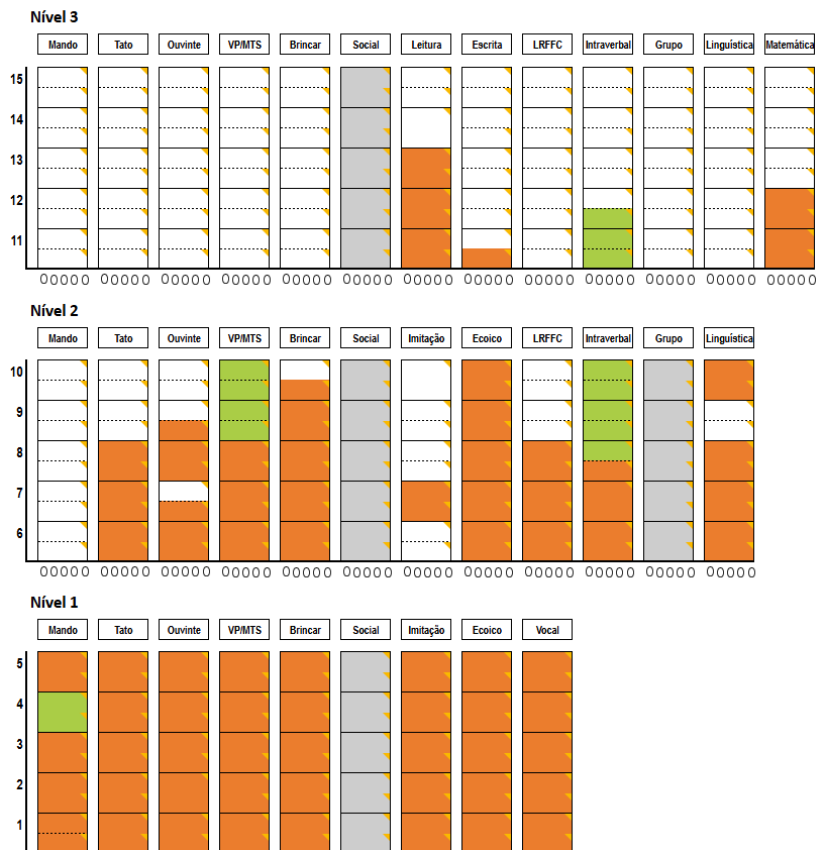 Nível 3
Mando Tato Ouvinte VP/MTS Brincar Social Leitura Escrita LRFFC Intraverbal Grupo Linguística Matemática
15
14
13
12
11
00000 00000 00000 00000 00000 00000 00000 00000 00000 00000 00000 00000 00000
Nível 2
Mando Tato Ouvinte VP/MTS Brincar Social Imitação Ecoico LRFFC Intraverbal Grupo Linguística
10
9
8
7
6
00000 00000 00000 00000 00000 00000 00000 00000 00000 00000 00000 00000
Nível 1
Mando Tato Ouvinte VP/MTS Brincar Social Imitação Ecoico Vocal
5
4
3
2
1